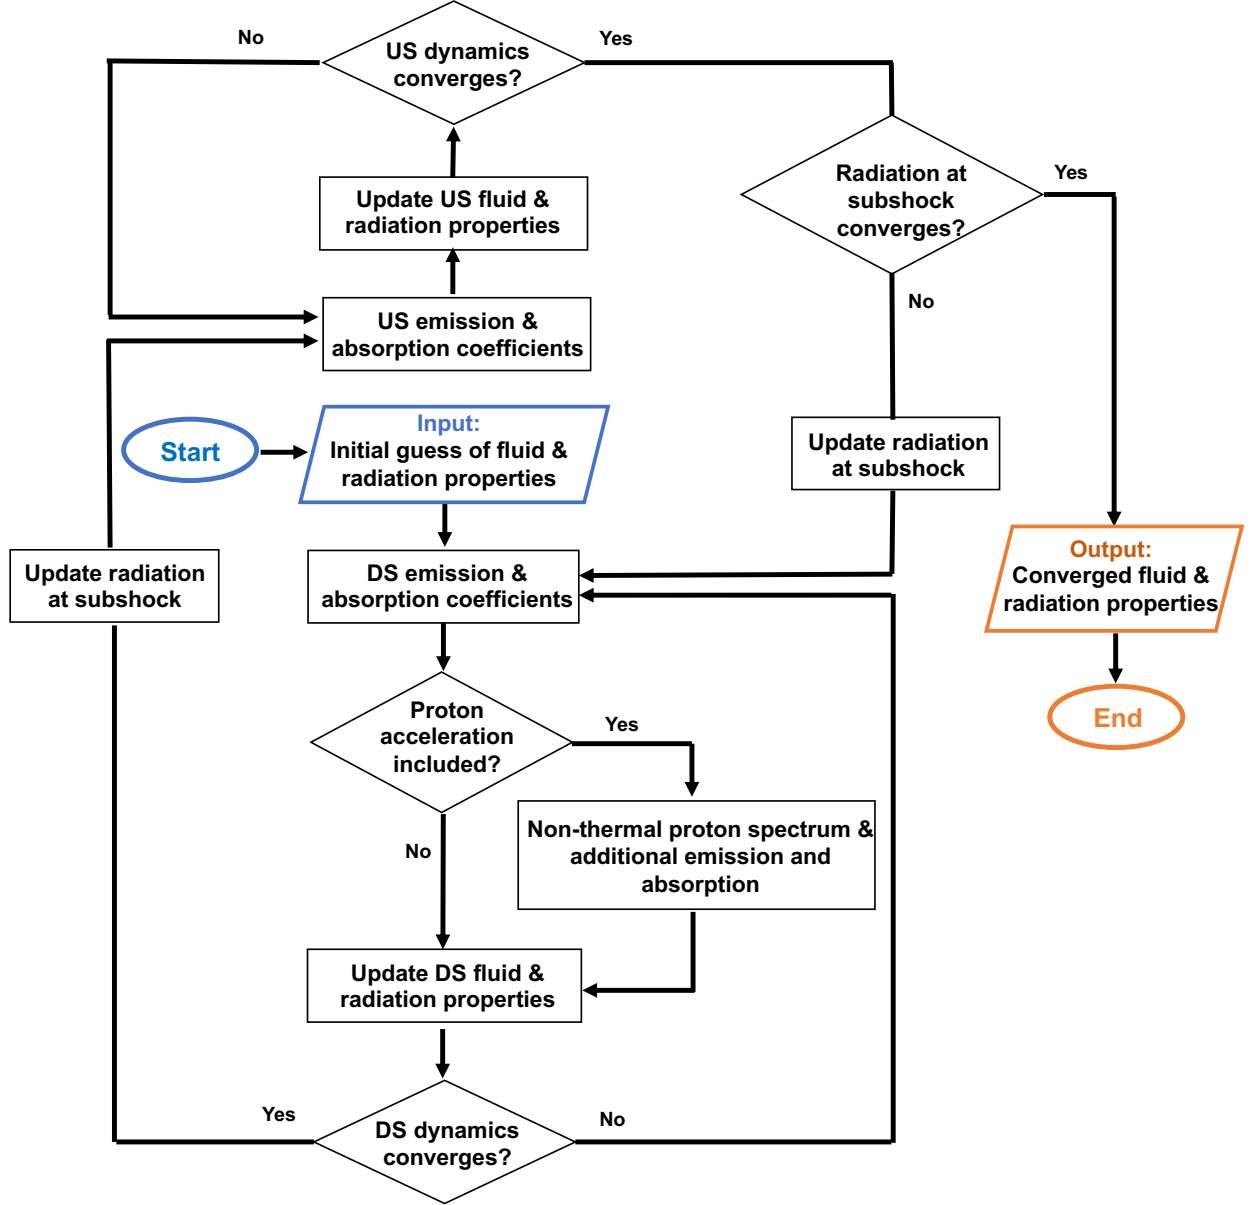 No
US dynamics
converges?
Yes
Radiation at
subshock
converges?
Yes
No
Update US fluid &
radiation properties
US emission &
absorption coefficients
Start
Input:
Initial guess of fluid &
radiation properties
Update radiation
at subshock
Update radiation
at subshock
DS emission &
absorption coefficients
Output:
Converged fluid &
radiation properties
End
Proton
acceleration
included?
Yes
No
Non-thermal proton spectrum &
additional emission and
absorption
Update DS fluid &
radiation properties
Yes
DS dynamics
converges?
No